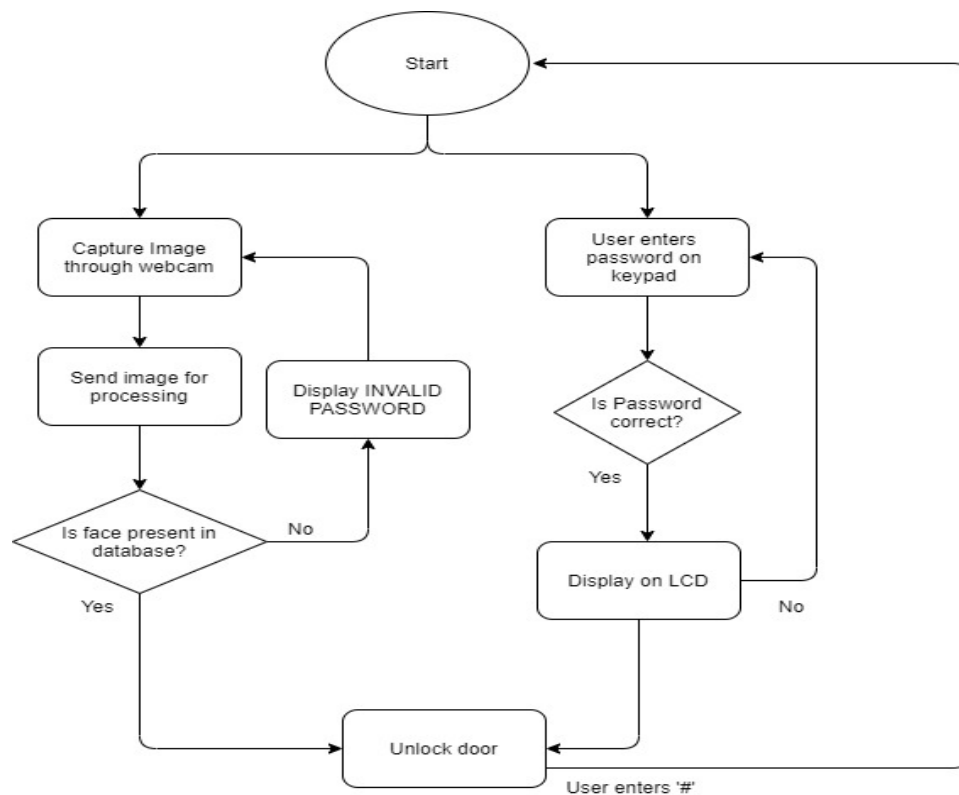 Start
Capture Image
through webcam
User enters
password on
keypad
Send image for
processing
Display INVALID
PASSWORD
Is Password
correct?
Yes
Is face present in
database?
No
Yes
Display on LCD
No
Unlock door
User enters '#'